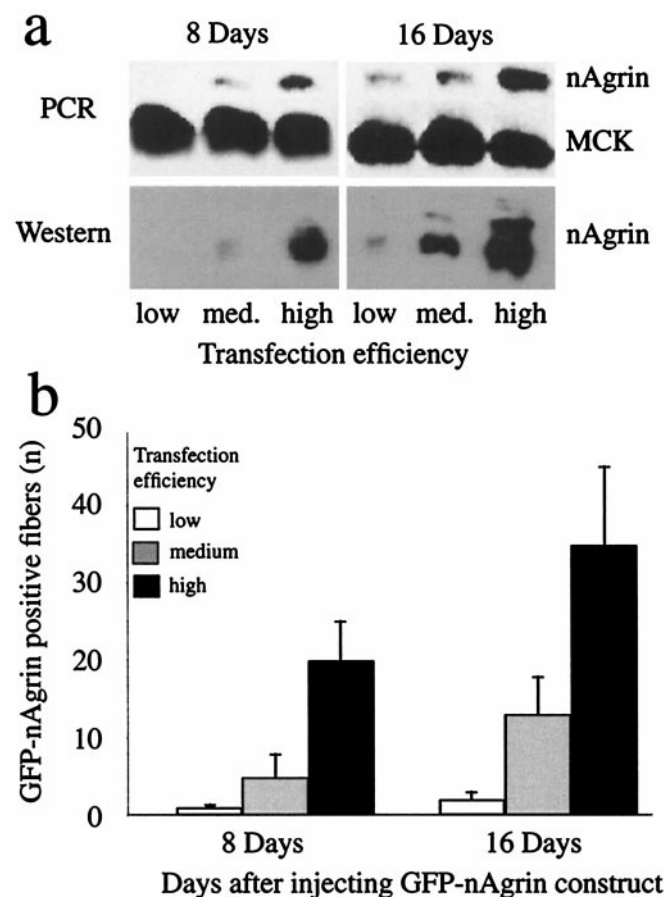 a
8 Days 16 Days
PCR
nAgrin
MCK
Western
nAgrin
low med. high low med. high
Transfection efficiency
b
GFP-nAgrin positive fibers (n)
50
40
30
20
10
0
Transfection
efficiency
low
medium
high
8 Days 16 Days
Days after injecting GFP-nAgrin construct